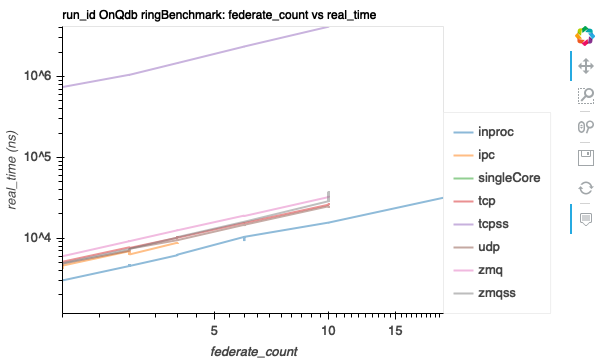 run_id OnQdb ringBenchmark: federate_count vs real_time
real_time (ns)
10^6
10^5
10^4
5
10
15
federate_count
inproc
ipc
singleCore
tcp
tcpss
udp
zmq
zmqss